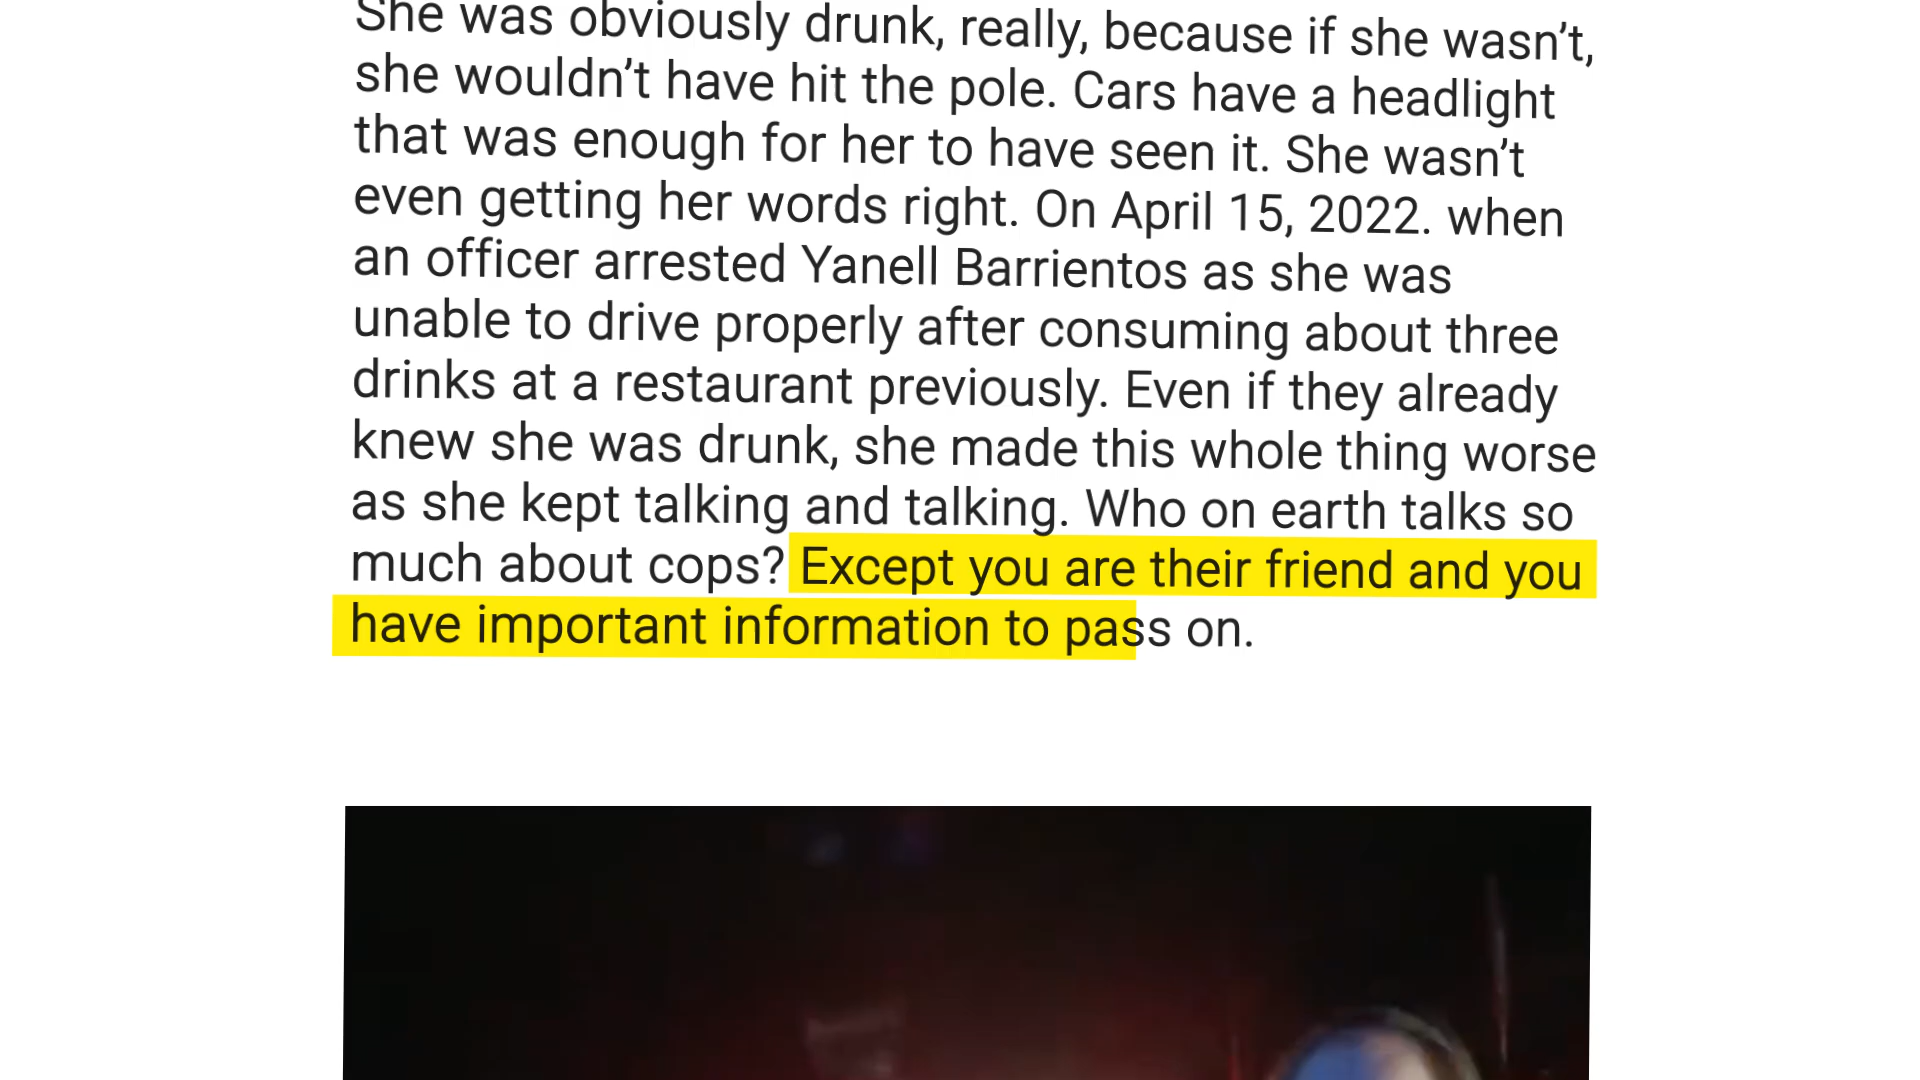 She was obviously drunk, really, because if she wasn’t,
she wouldn’t have hit the pole. Cars have a headlight
that was enough for her to have seen it. She wasn’t
even getting her words right. On April 15, 2022. when
an officer arrested Yanell Barrientos as she was
unable to drive properly after consuming about three
drinks at a restaurant previously. Even if they already
knew she was drunk, she made this whole thing worse
as she kept talking and talking. Who on earth talks so
much about cops? Except you are their friend and you
have important information to pass on.